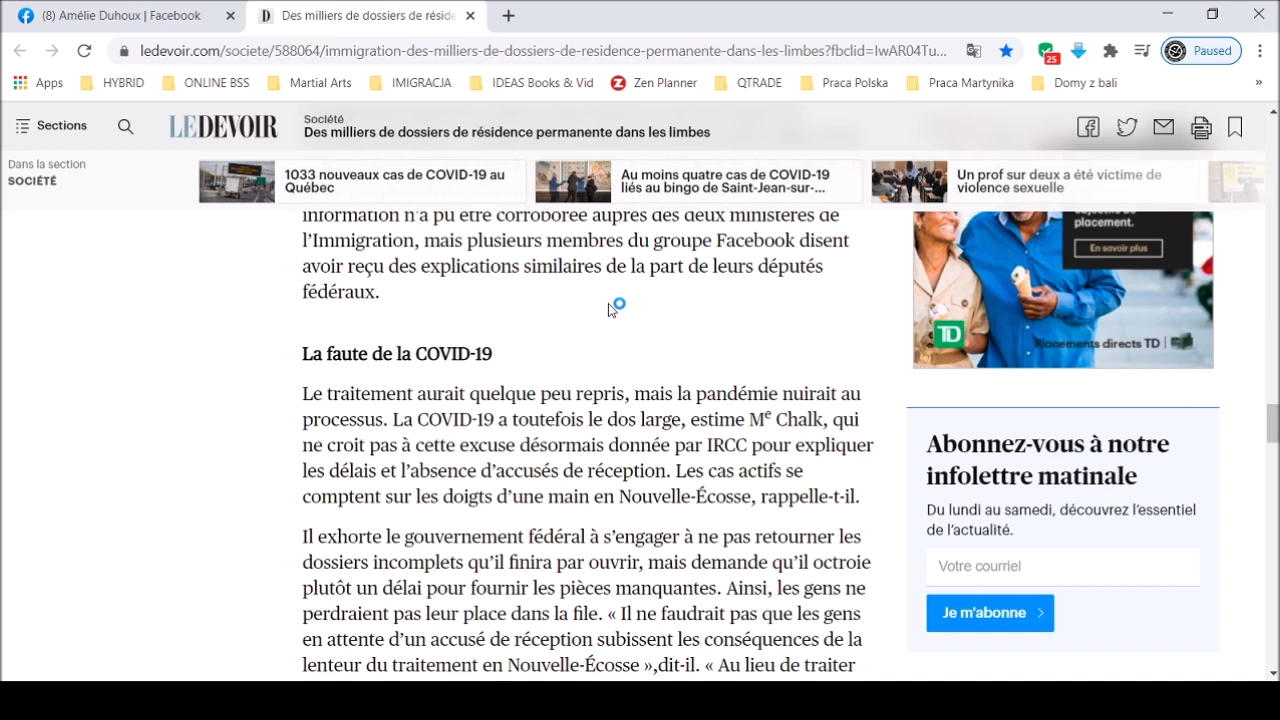 (8) Amélie Duhoux | Facebook
Des milliers de dossiers de réside
ledevoir.com/societe/588064/immigration-des-milliers-de-dossiers-de-residence-permanente-dans-les-limbes?fbclid=IwAR04Tu...
25
Paused
Apps HYBRID ONLINE BSS Martial Arts IMIGRACJA IDEAS Books & Vid Zen Planner QTRADE Praca Polska Praca Martynika Domy z bali »
Sections
LE DEVOIR
Société
Des milliers de dossiers de résidence permanente dans les limbes
Dans la section
SOCIÉTÉ
1033 nouveaux cas de COVID-19 au
Québec
Au moins quatre cas de COVID-19
liés au bingo de Saint-Jean-sur-...
Un prof sur deux a été victime de
violence sexuelle
information n'a pu être corroborée auprès des deux ministères de
l'Immigration, mais plusieurs membres du groupe Facebook disent
avoir reçu des explications similaires de la part de leurs députés
fédéraux.
La faute de la COVID-19
Le traitement aurait quelque peu repris, mais la pandémie nuirait au
processus. La COVID-19 a toutefois le dos large, estime Me Chalk, qui
ne croit pas à cette excuse désormais donnée par IRCC pour expliquer
les délais et l'absence d'accusés de réception. Les cas actifs se
comptent sur les doigts d'une main en Nouvelle-Écosse, rappelle-t-il.
Il exhorte le gouvernement fédéral à s'engager à ne pas retourner les
dossiers incomplets qu'il finira par ouvrir, mais demande qu'il octroie
plutôt un délai pour fournir les pièces manquantes. Ainsi, les gens ne
perdraient pas leur place dans la file. « Il ne faudrait pas que les gens
en attente d'un accusé de réception subissent les conséquences de la
lenteur du traitement en Nouvelle-Écosse »,dit-il. « Au lieu de traiter
placement.
En savoir plus
TD
Placements directs TD
Abonnez-vous à notre
infolettre matinale
Du lundi au samedi, découvrez l'essentiel
de l'actualité.
Votre courriel
Je m'abonne